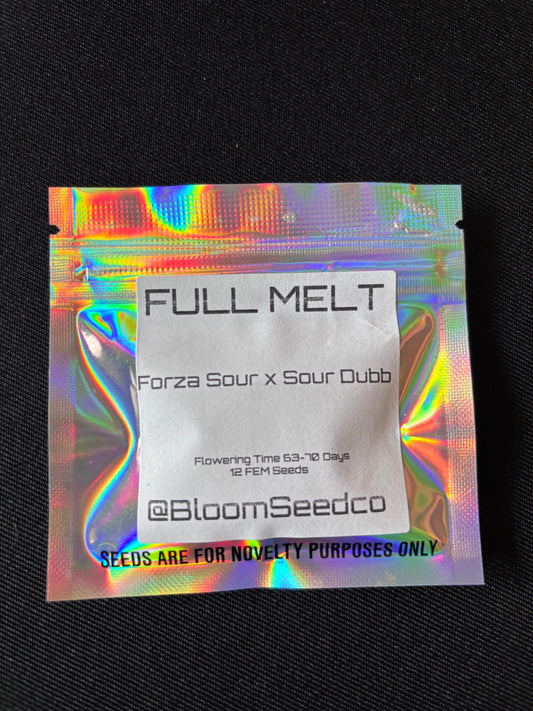 FULL MELT
Forza Sour x Sour Dubb
Flowering Time 63-70 Days
12 FEM Seeds
@BloomSeedco
SEEDS ARE FOR NOVELTY PURPOSES ONLY